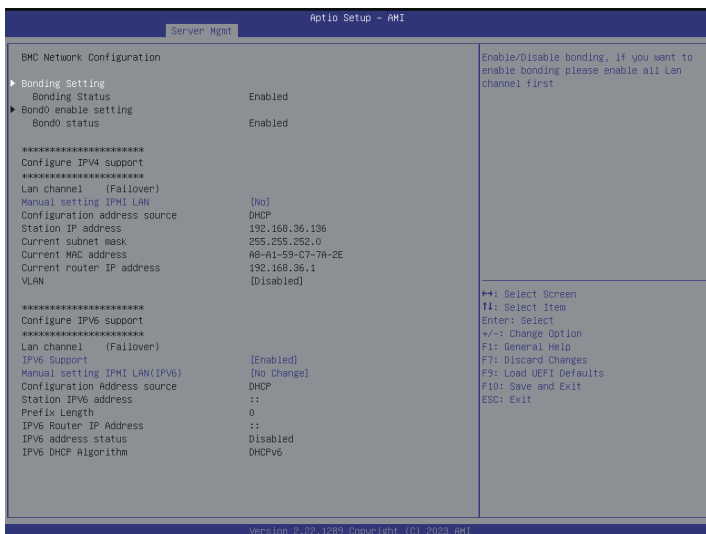 Aptio Setup – AMI
Server Mgmt
BMC Network Configuration
Bonding Setting
Bonding Status Enabled
Bond0 enable setting
Bond0 status Enabled
**********************
Configure IPV4 support
**********************
Lan channel (Failover)
Manual setting IPMI LAN [No]
Configuration address source DHCP
Station IP address 192.168.36.136
Current subnet mask 255.255.252.0
Current MAC address A8-A1-59-C7-7A-2E
Current router IP address 192.168.36.1
VLAN [Disabled]
**********************
Configure IPV6 support
**********************
Lan channel (Failover)
IPV6 Support [Enabled]
Manual setting IPMI LAN(IPV6) [No Change]
Configuration Address source DHCP
Station IPV6 address ::
Prefix Length 0
IPV6 Router IP Address ::
IPV6 address status Disabled
IPV6 DHCP Algorithm DHCPv6
Enable/Disable bonding, if you want to
enable bonding please enable all Lan
channel first
→←: Select Screen
↑↓: Select Item
Enter: Select
+/-: Change Option
F1: General Help
F7: Discard Changes
F9: Load UEFI Defaults
F10: Save and Exit
ESC: Exit
Version 2.22.1289 Copyright (C) 2023 AMI